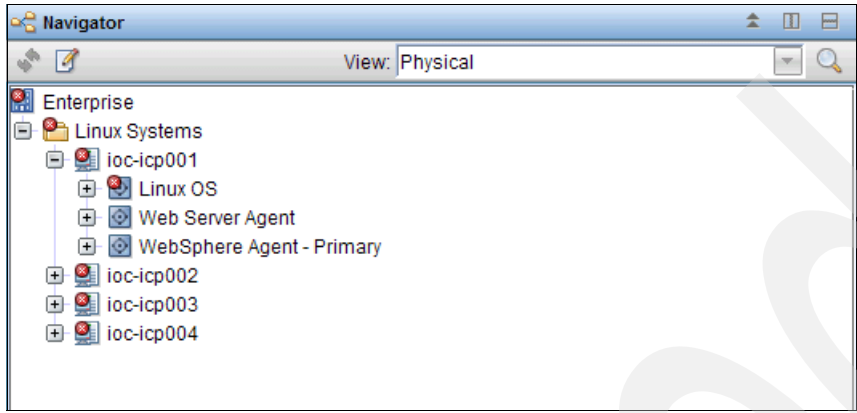 Navigator
View: Physical
Enterprise
Linux Systems
ioc-icp001
Linux OS
Web Server Agent
WebSphere Agent - Primary
ioc-icp002
ioc-icp003
ioc-icp004